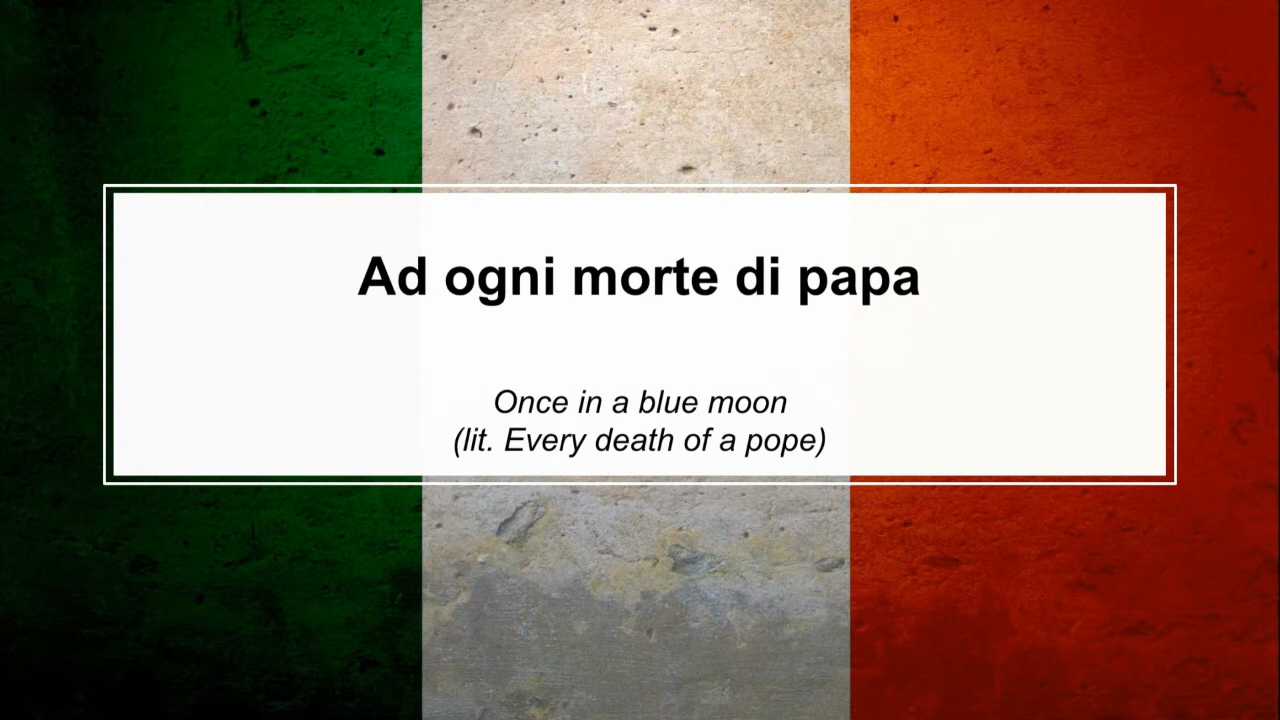 Ad ogni morte di papa
Once in a blue moon
(lit. Every death of a pope)